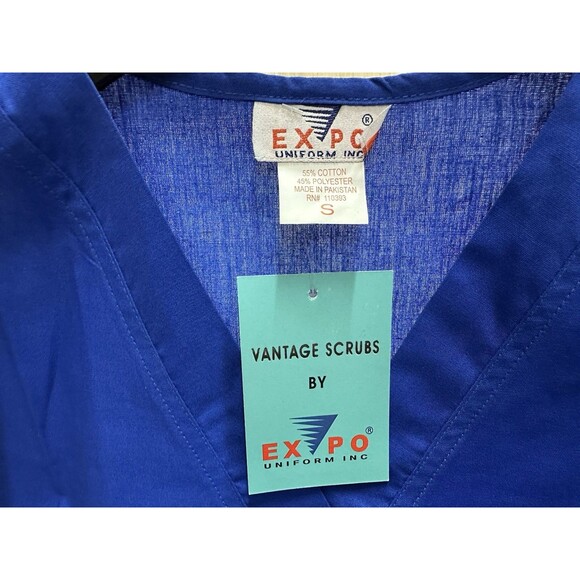 EXPO®
UNIFORM INC
55% COTTON
45% POLYESTER
MADE IN PAKISTAN
RN# 110393
S
VANTAGE SCRUBS
BY
EXPO®
UNIFORM INC